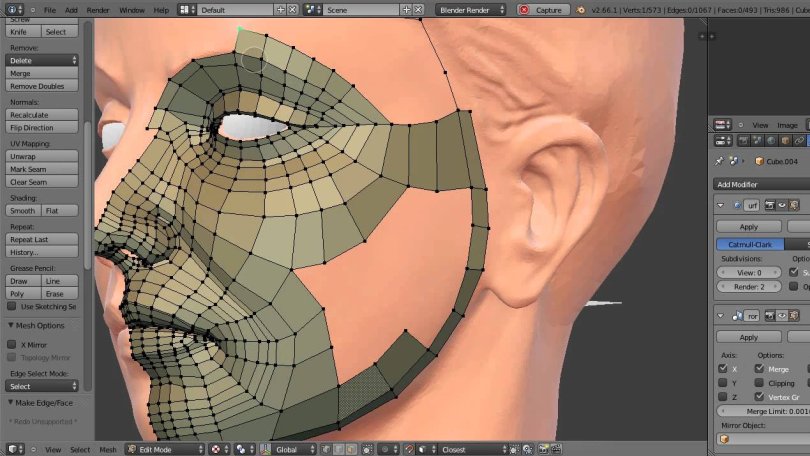 File Add Render Window Help
Default
Scene
Blender Render
Capture
v2.66.1 | Verts:1/573 | Edges:0/1067 | Faces:0/493 | Tris:986 | Cube
Knife Select
Remove:
Delete
Merge
Remove Doubles
Normals:
Recalculate
Flip Direction
UV Mapping:
Unwrap
Mark Seam
Clear Seam
Shading:
Smooth Flat
Repeat:
Repeat Last
History...
Grease Pencil:
Draw Line
Poly Erase
Use Sketching Se
Mesh Options
X Mirror
Topology Mirror
Edge Select Mode:
Select
Make Edge/Face
* Redo Unsupported *
View Select Mesh
Edit Mode
Global
Closest
View Image
Cube.004
Add Modifier
urf
Apply
Catmull-Clark S
Subdivisions: Optio
View: 0 Su
Render: 2 Op
ror
Apply
Axis: Options:
X Merge
Y Clipping
Z Vertex Gr
Merge Limit: 0.001
Mirror Object: